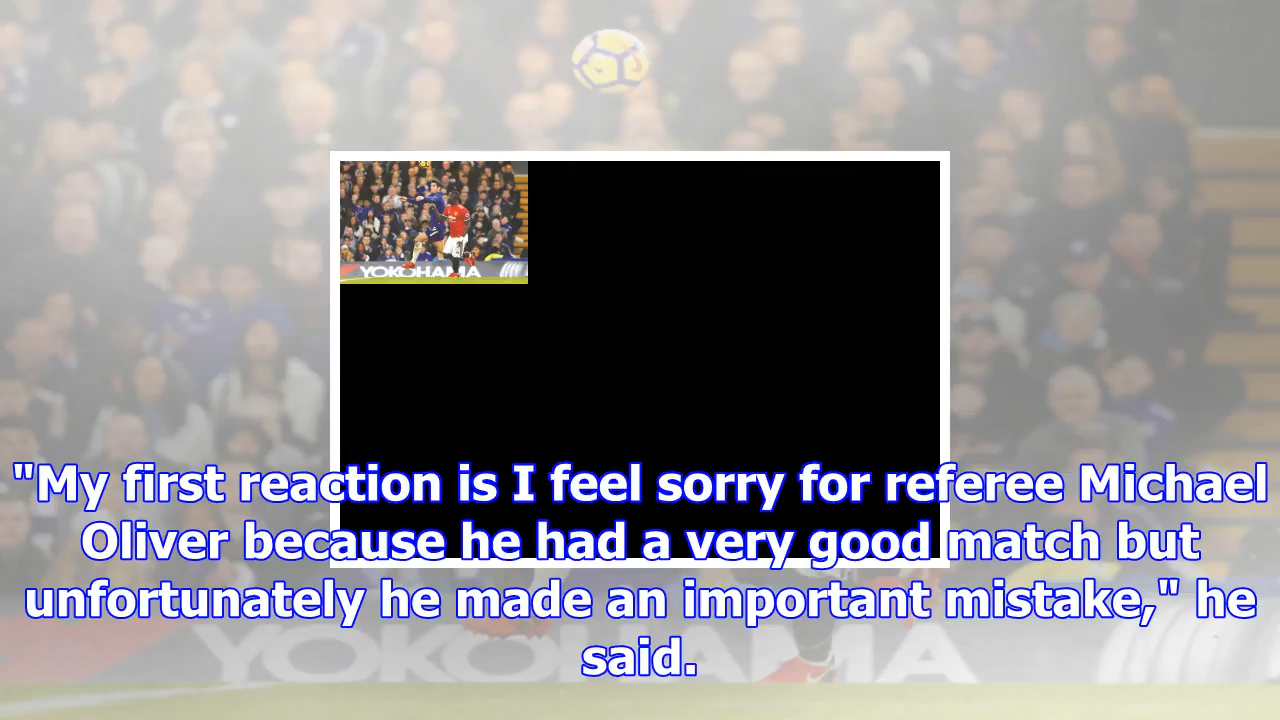 YOKOHAMA
"My first reaction is I feel sorry for referee Michael
Oliver because he had a very good match but
unfortunately he made an important mistake," he
said.
YOKOHAMA